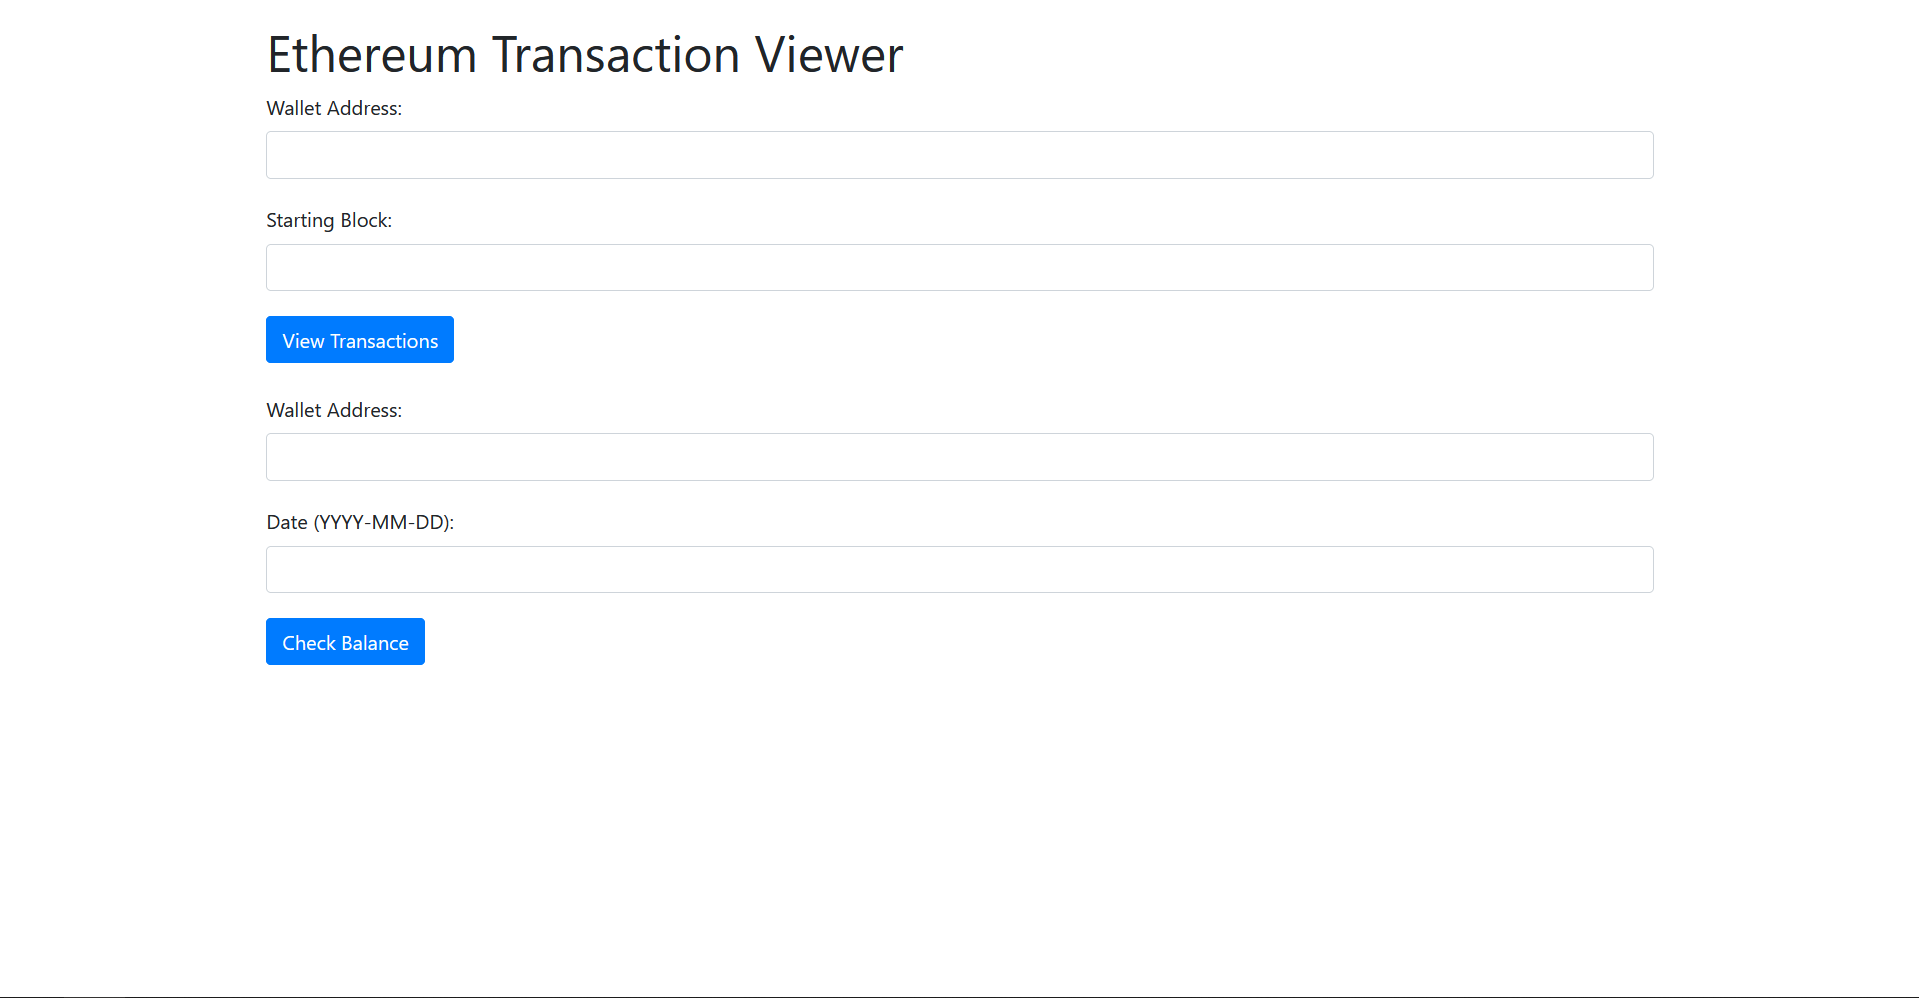 Ethereum Transaction Viewer
Wallet Address:
Starting Block:
View Transactions
Wallet Address:
Date (YYYY-MM-DD):
Check Balance